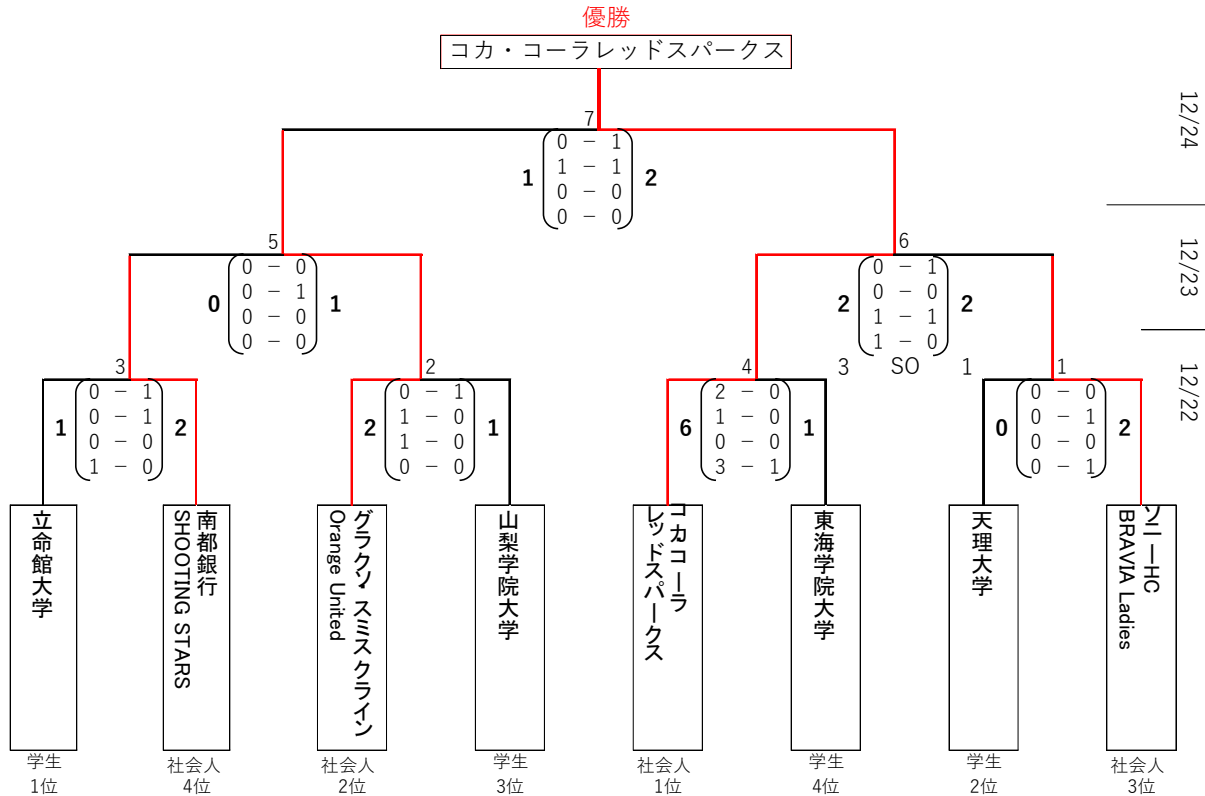 優勝
コカ・コーラレッドスパークス
12/24
7
0 − 1
1 1 − 1 2
0 − 0
0 − 0
12/23
5
0 − 0
0 0 − 1 1
0 − 0
0 − 0
6
0 − 1
2 0 − 0 2
1 − 1
1 − 0
3 SO 1
12/22
3
0 − 1
1 0 − 1 2
0 − 0
1 − 0
2
0 − 1
2 1 − 0 1
1 − 0
0 − 0
4
2 − 0
6 1 − 0 1
0 − 0
3 − 1
1
0 − 0
0 0 − 1 2
0 − 0
0 − 1
立命館大学
南都銀行
SHOOTING STARS
グラクソ・スミスクライン
Orange United
山梨学院大学
コカ・コーラ
レッドスパークス
東海学院大学
天理大学
ソニーHC
BRAVIA Ladies
学生
1位
社会人
4位
社会人
2位
学生
3位
社会人
1位
学生
4位
学生
2位
社会人
3位